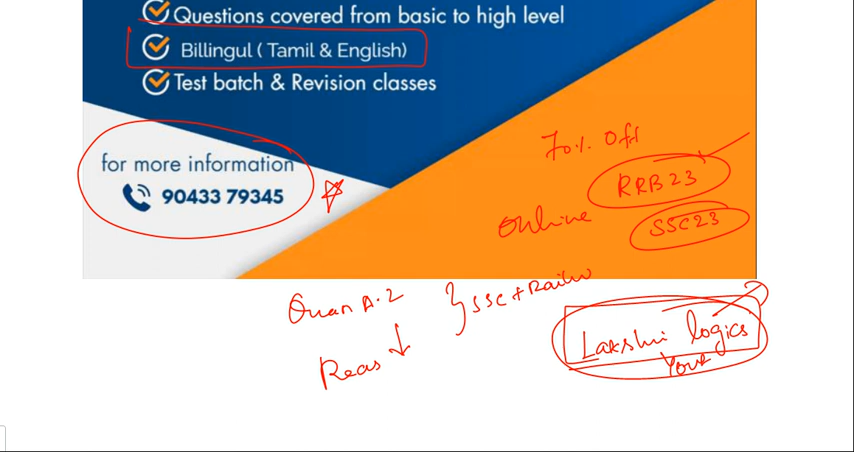 Questions covered from basic to high level
Billingul ( Tamil & English)
Test batch & Revision classes
for more information
90433 79345
70% Off
RRB23
Online
SSC23
Quan A.2
} SSC + Railw
Reas
Lakshmi logics